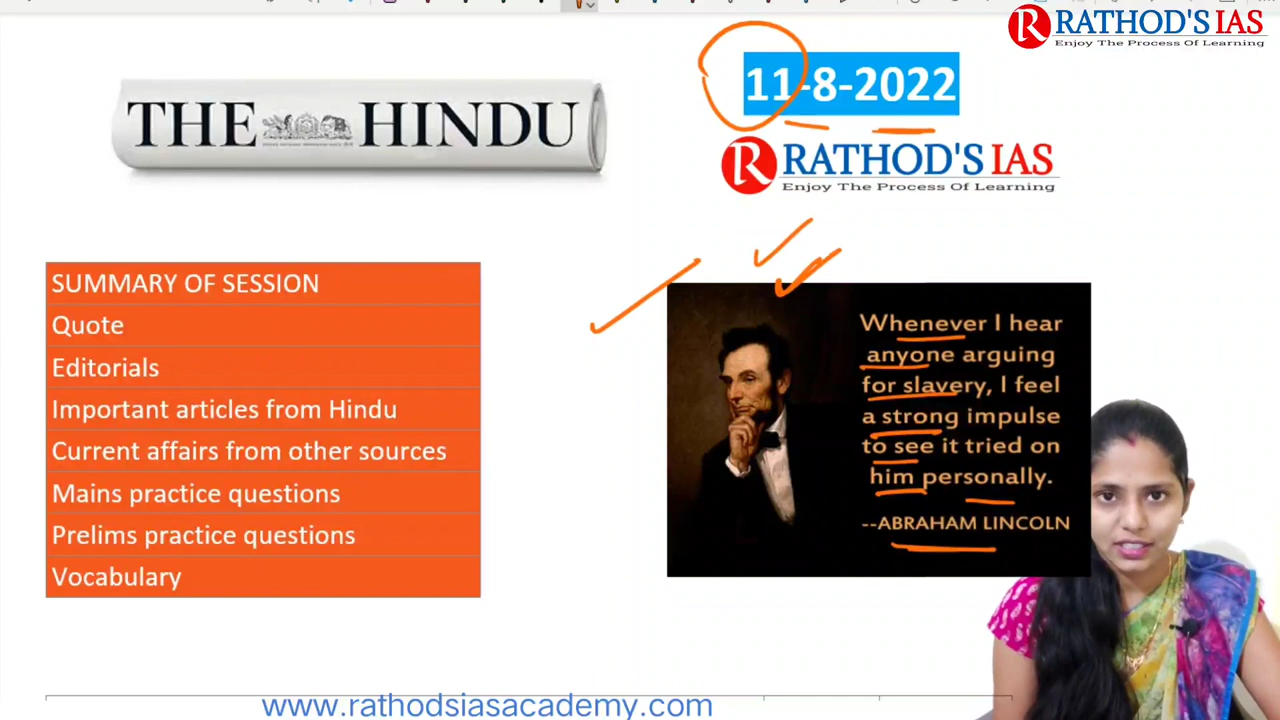 RATHOD'S IAS
Enjoy The Process Of Learning
THE HINDU
11-8-2022
RATHOD'S IAS
Enjoy The Process Of Learning
SUMMARY OF SESSION
Quote
Editorials
Important articles from Hindu
Current affairs from other sources
Mains practice questions
Prelims practice questions
Vocabulary
Whenever I hear
anyone arguing
for slavery, I feel
a strong impulse
to see it tried on
him personally.
--ABRAHAM LINCOLN
www.rathodsiasacademy.com